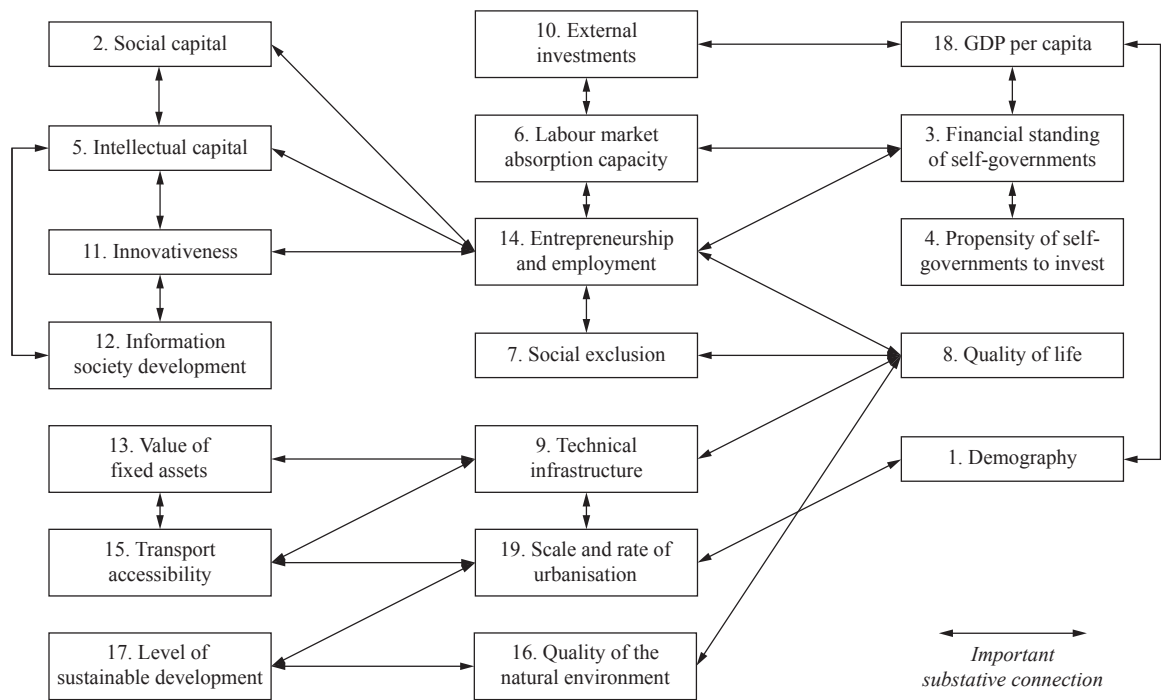 2. Social capital
10. External
investments
18. GDP per capita
5. Intellectual capital
6. Labour market
absorption capacity
3. Financial standing
of self-governments
11. Innovativeness
14. Entrepreneurship
and employment
4. Propensity of self-
governments to invest
12. Information
society development
7. Social exclusion
8. Quality of life
13. Value of
fixed assets
9. Technical
infrastructure
1. Demography
15. Transport
accessibility
19. Scale and rate of
urbanisation
17. Level of
sustainable development
16. Quality of the
natural environment
Important
substative connection